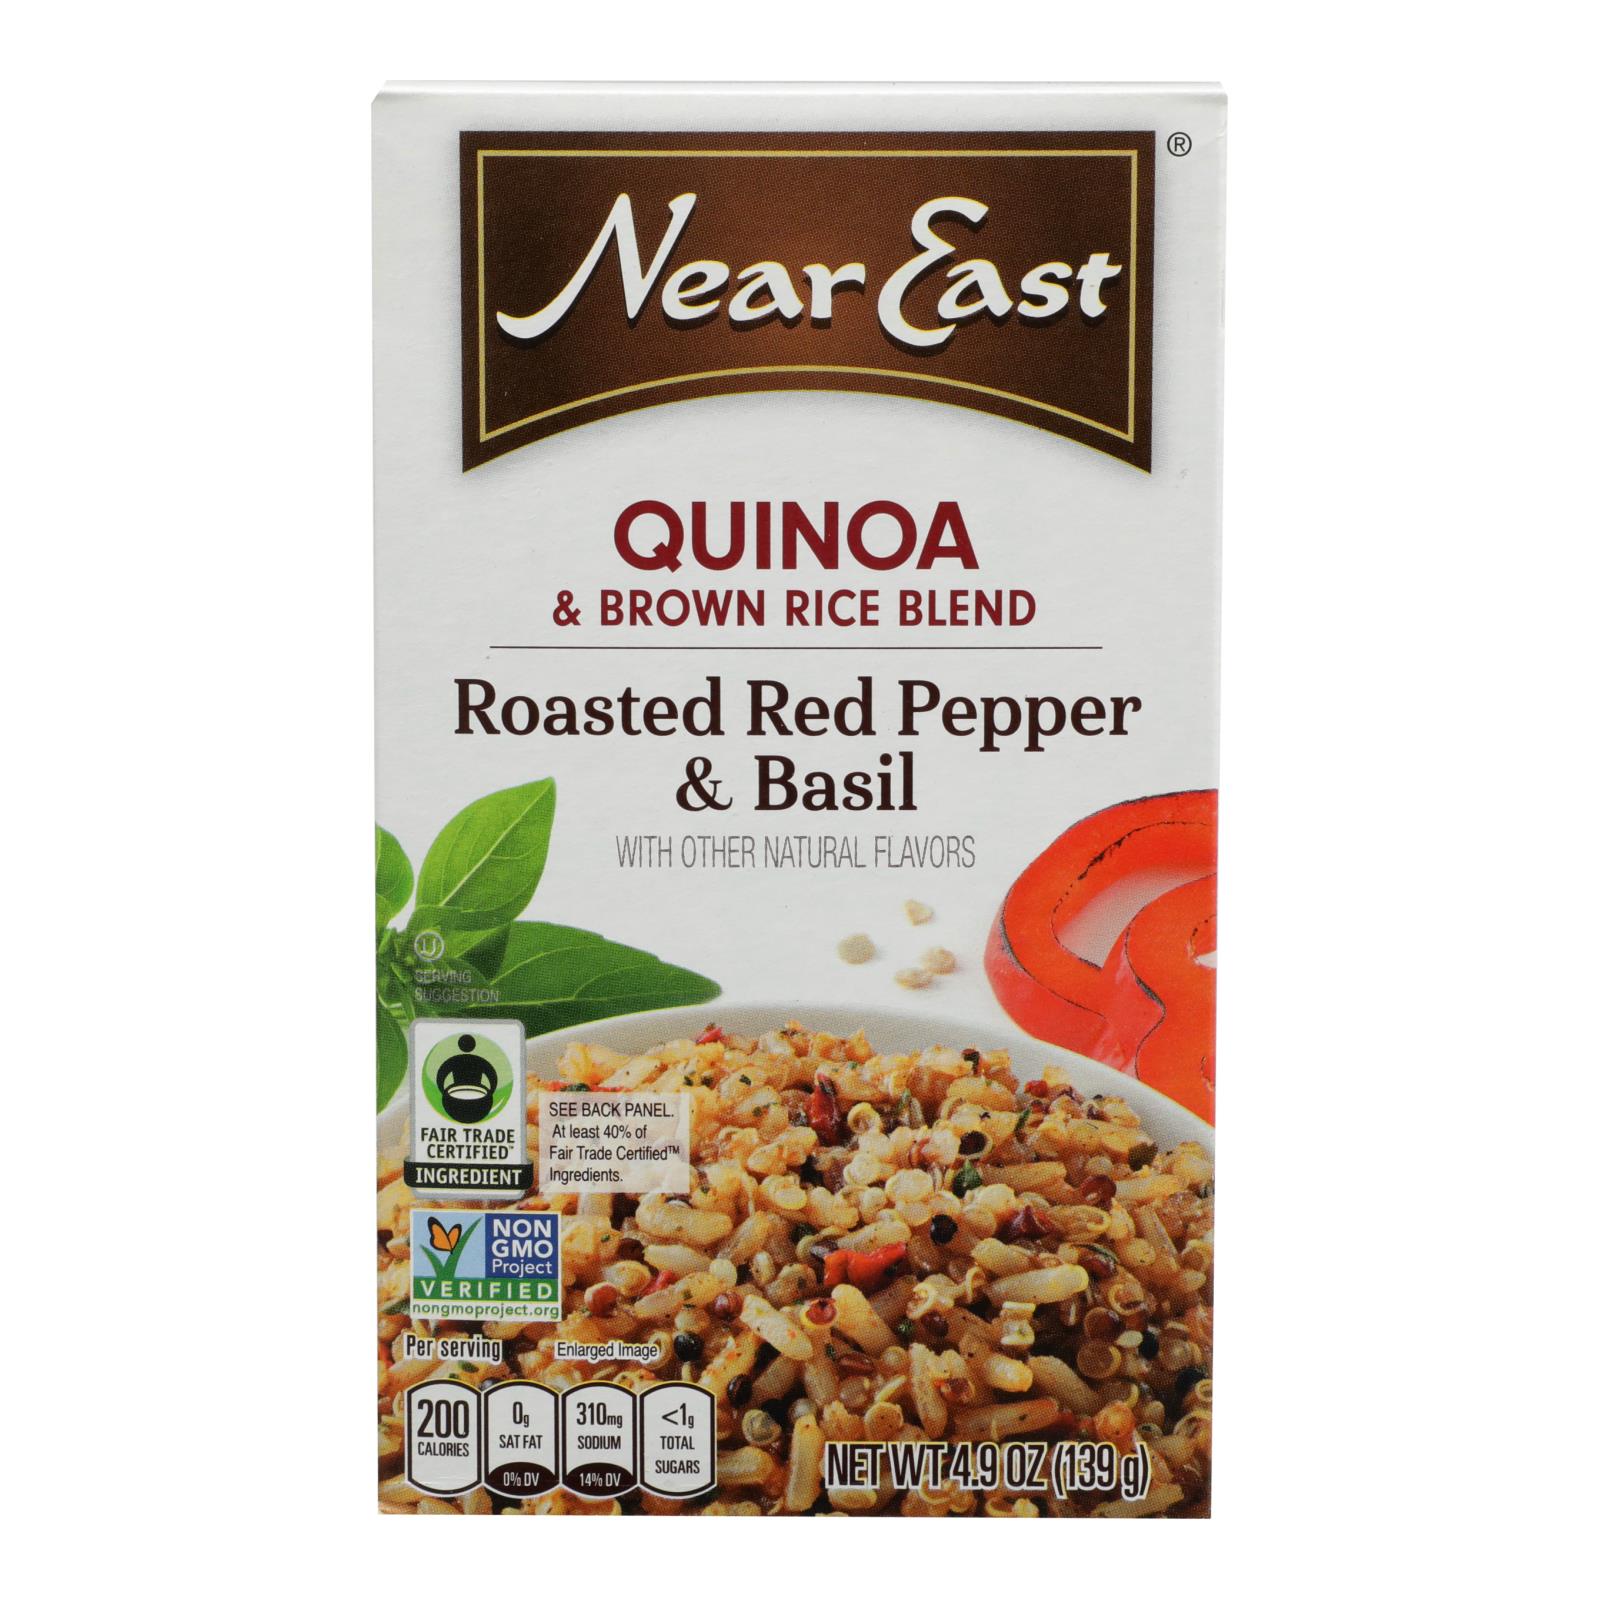 Near East ®
QUINOA
& BROWN RICE BLEND
Roasted Red Pepper
& Basil
WITH OTHER NATURAL FLAVORS
U
SERVING
SUGGESTION
FAIR TRADE
CERTIFIED™
INGREDIENT
SEE BACK PANEL.
At least 40% of
Fair Trade Certified™
Ingredients.
NON
GMO
Project
VERIFIED
nongmoproject.org
Per serving
Enlarged Image
200
CALORIES
0g
SAT FAT
0% DV
310mg
SODIUM
14% DV
<1g
TOTAL
SUGARS
NET WT 4.9 OZ (139 g)